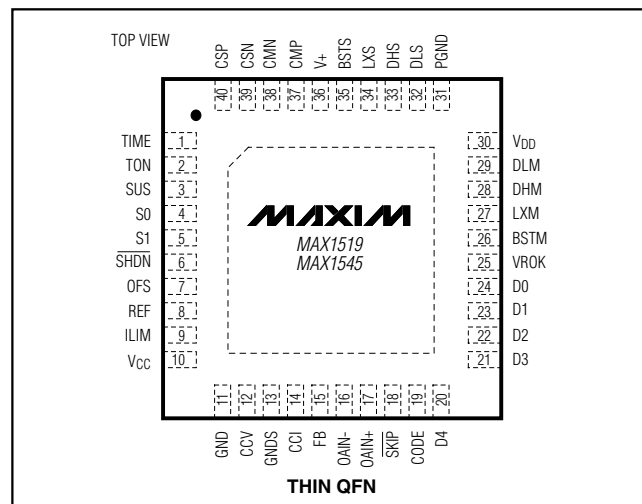 TOP VIEW
CSP CSN CMN CMP V+ BSTS LXS DHS DLS PGND
40 39 38 37 36 35 34 33 32 31
TIME 1 30 VDD
TON 2 29 DLM
SUS 3 28 DHM
S0 4 27 LXM
S1 5 26 BSTM
SHDN 6 25 VROK
OFS 7 24 D0
REF 8 23 D1
ILIM 9 22 D2
VCC 10 21 D3
MAXIM
MAX1519
MAX1545
11 12 13 14 15 16 17 18 19 20
GND CCV GNDS CCI FB OAIN- OAIN+ SKIP CODE D4
THIN QFN